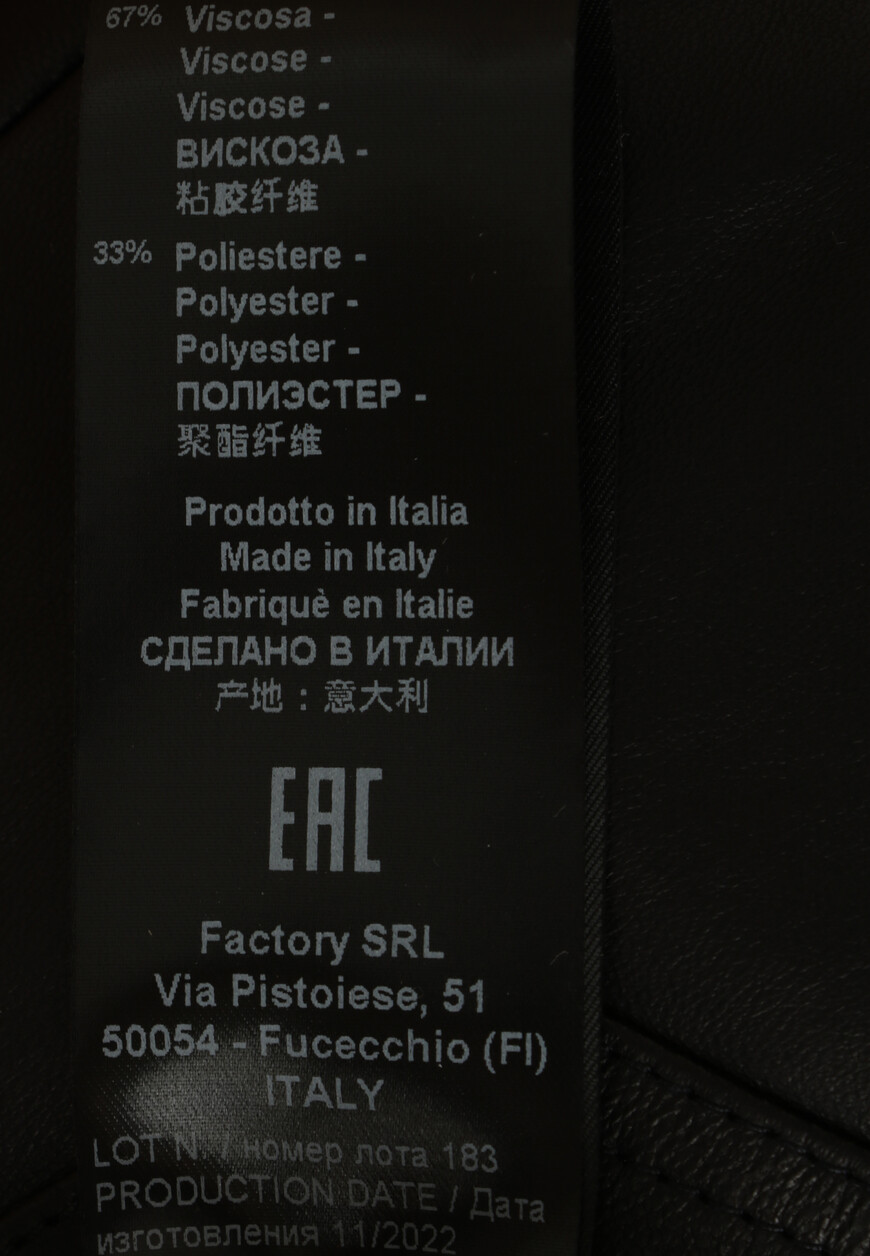 67% Viscosa -
Viscose -
Viscose -
ВИСКОЗА -
粘胶纤维
33% Poliestere -
Polyester -
Polyester -
ПОЛИЭСТЕР -
聚酯纤维
Prodotto in Italia
Made in Italy
Fabriquè en Italie
СДЕЛАНО В ИТАЛИИ
产地：意大利
EAC
Factory SRL
Via Pistoiese, 51
50054 - Fucecchio (FI)
ITALY
LOT N. / номер лота 183
PRODUCTION DATE / Дата
изготовления 11/2022